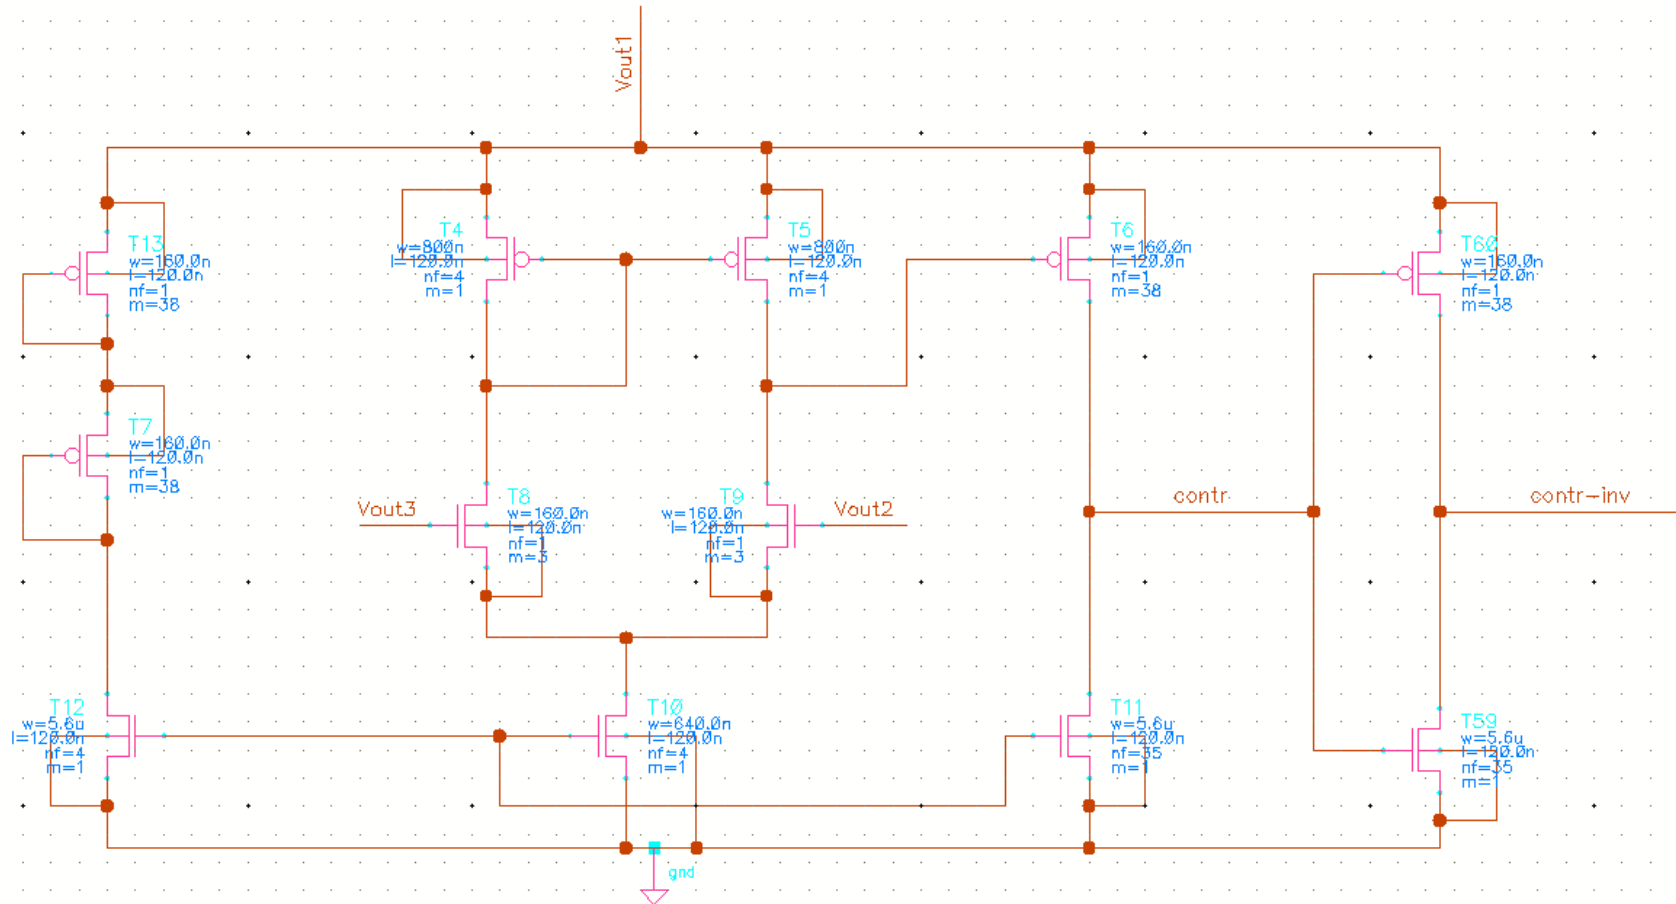 Vout1
T13
w=160.0n
l=120.0n
nf=1
m=38
T4
w=800n
l=120.0n
nf=4
m=1
T5
w=800n
l=120.0n
nf=4
m=1
T6
w=160.0n
l=120.0n
nf=1
m=38
T60
w=160.0n
l=120.0n
nf=1
m=38
T7
w=160.0n
l=120.0n
nf=1
m=38
Vout3
T8
w=160.0n
l=120.0n
nf=1
m=3
T9
w=160.0n
l=120.0n
nf=1
m=3
Vout2
contr
contr-inv
T12
w=5.6u
l=120.0n
nf=4
m=1
T10
w=640.0n
l=120.0n
nf=4
m=1
T11
w=5.6u
l=120.0n
nf=35
m=1
T59
w=5.6u
l=120.0n
nf=35
m=1
gnd